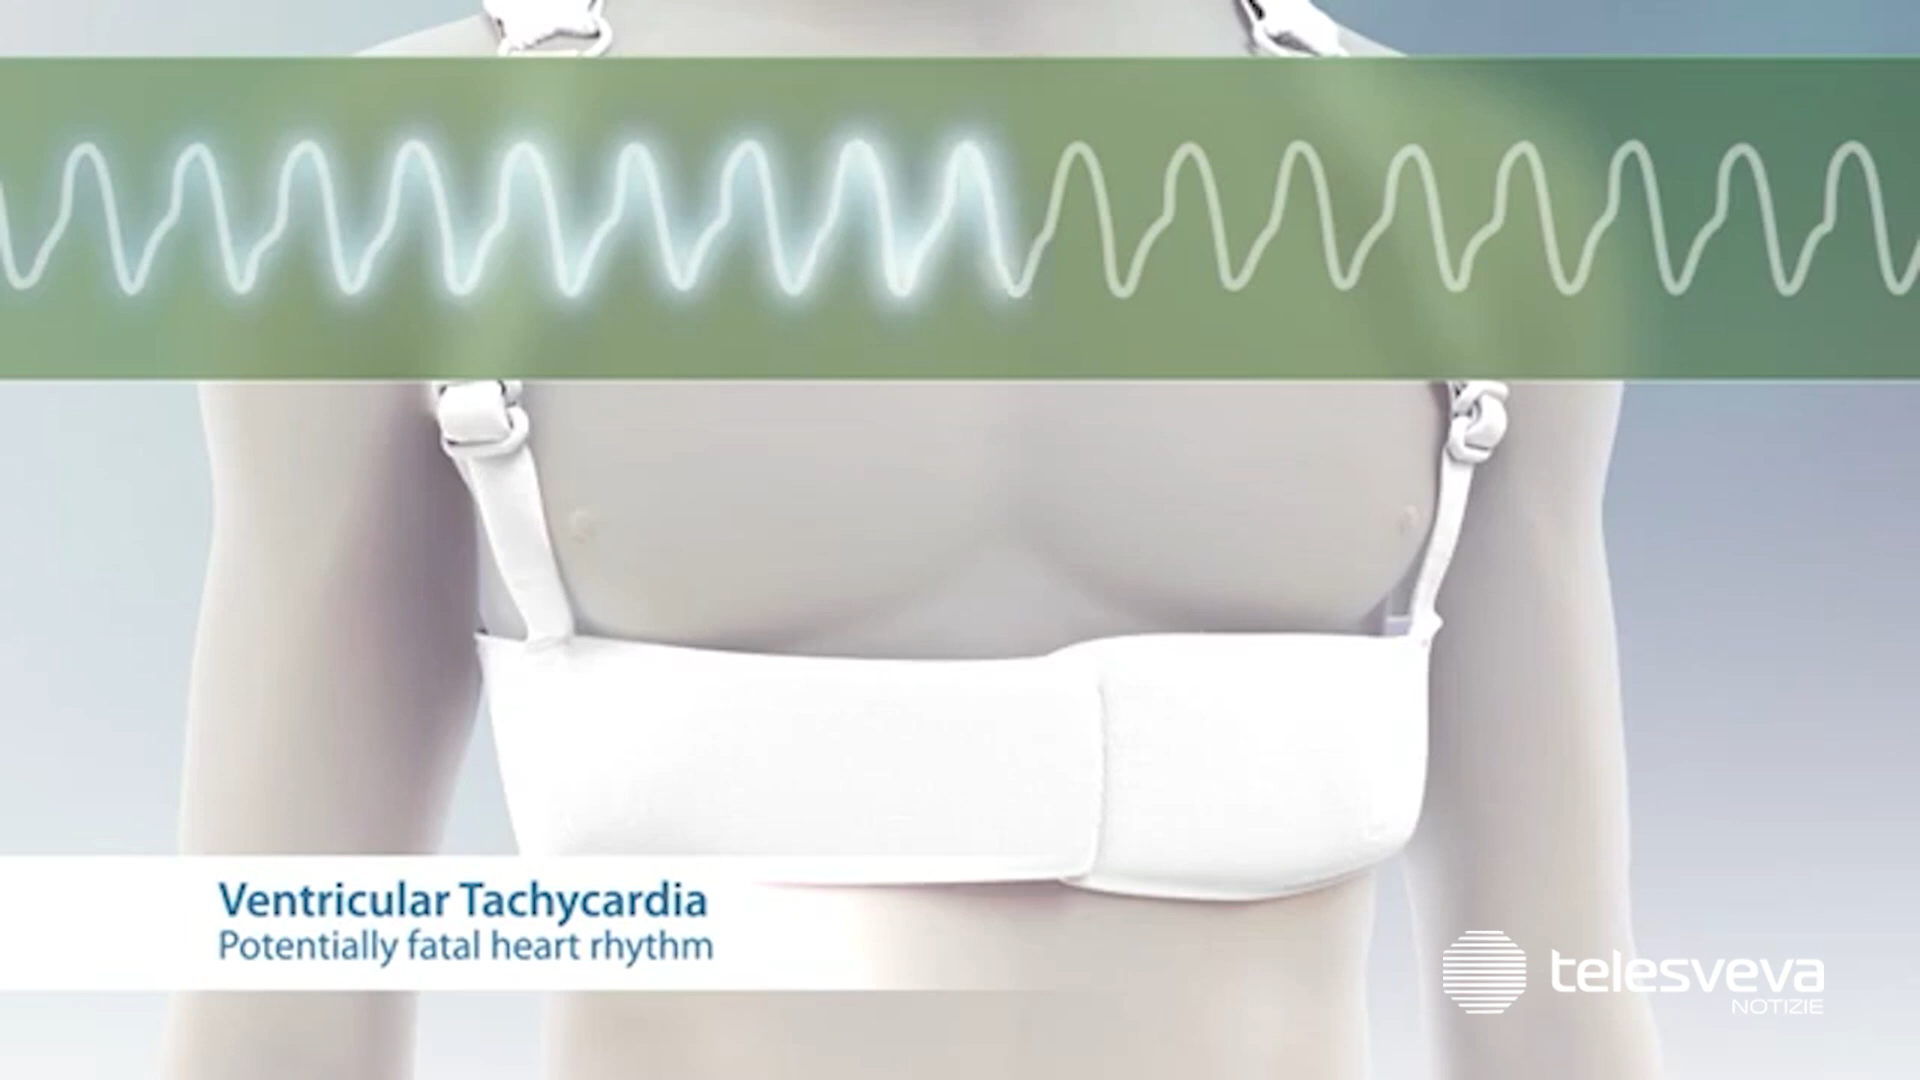 Ventricular Tachycardia
Potentially fatal heart rhythm
telesveva
NOTIZIE